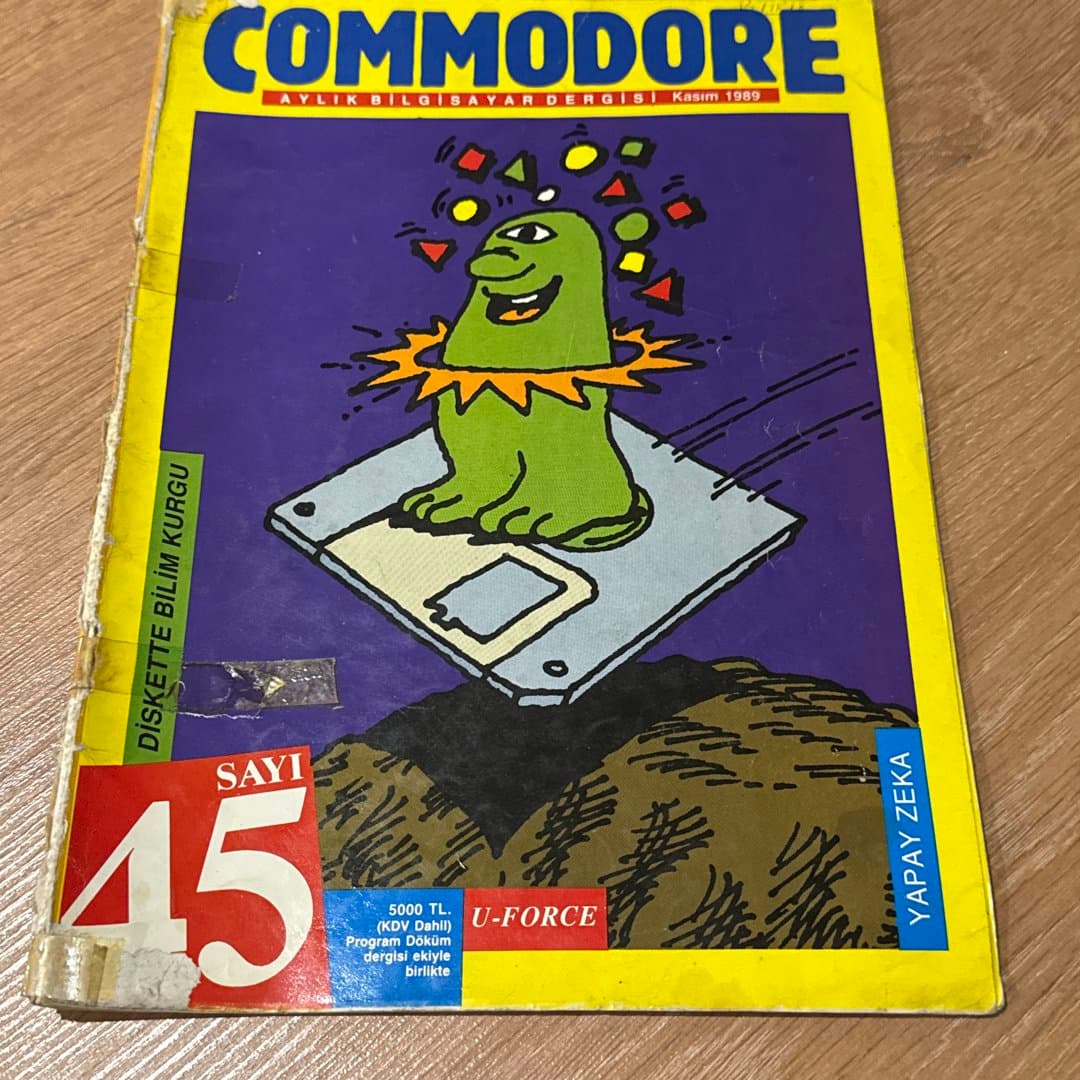 COMMODORE
AYLIK BİLGİSAYAR DERGİSİ Kasım 1989
DİSKETTE BİLİM KURGU
SAYI
45
5000 TL.
(KDV Dahil)
Program Döküm
dergisi ekiyle
birlikte
U-FORCE
YAPAY ZEKA